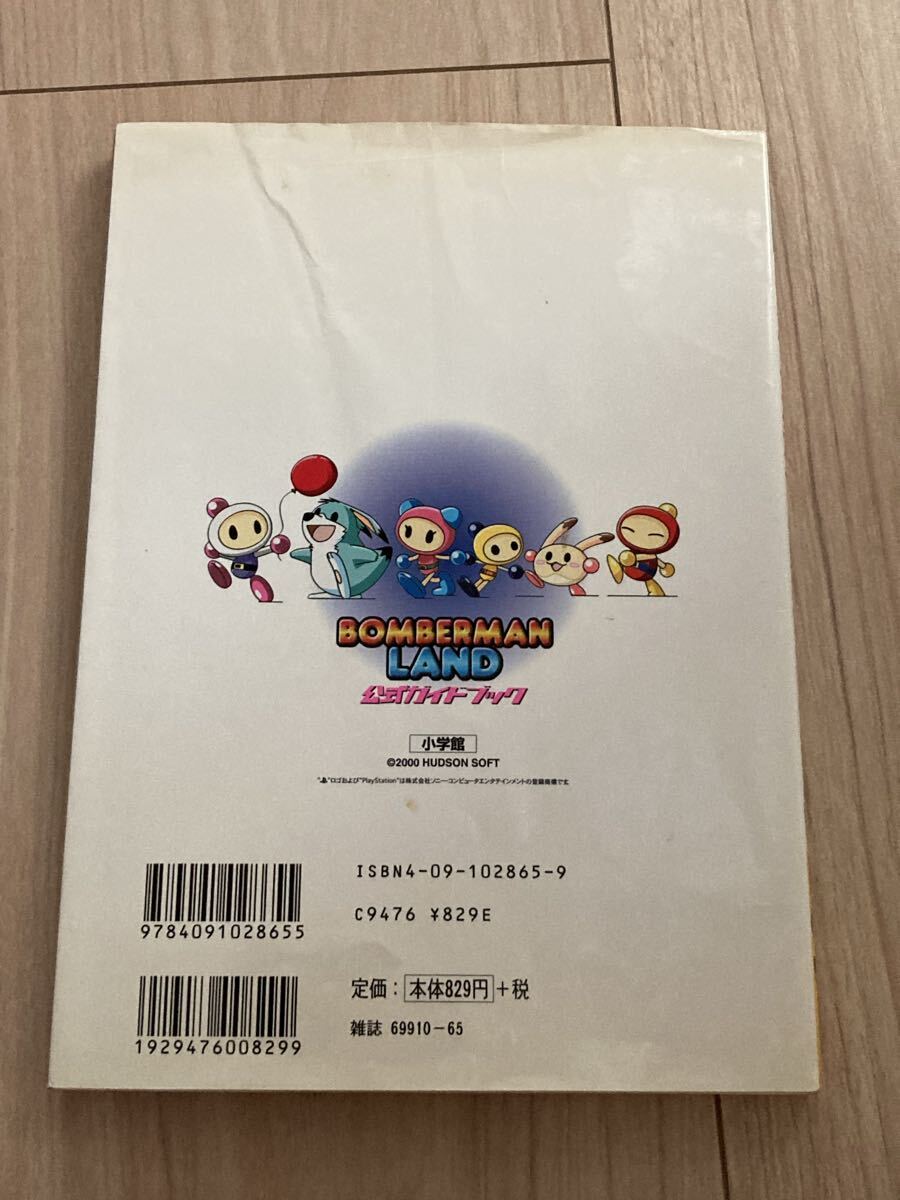 BOMBERMAN
LAND
公式ガイドブック
小学館
©2000 HUDSON SOFT
"PS"ロゴおよび"PlayStation"は株式会社ソニー・コンピュータエンタテインメントの登録商標です。
ISBN4-09-102865-9
C9476 ¥829E
9784091028655
定価：本体829円＋税
雑誌 69910-65
1929476008299